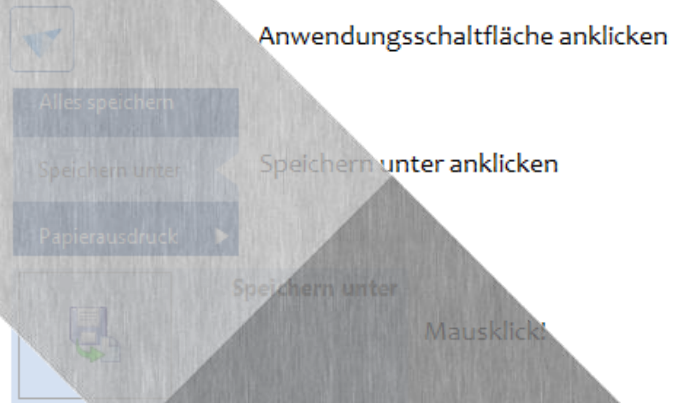 Anwendungsschaltfläche anklicken
Alles speichern
Speichern unter
Speichern unter anklicken
Papierausdruck
Speichern unter
Mausklick!